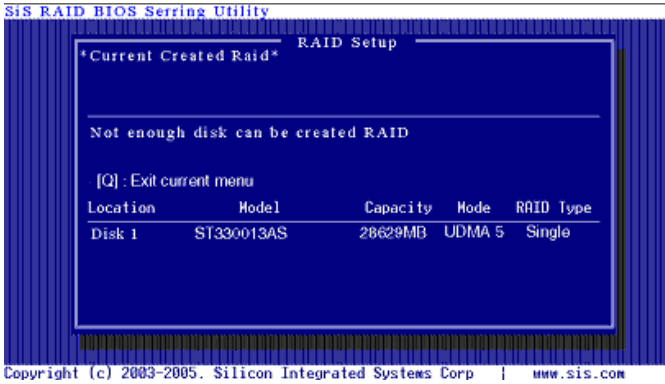 SiS RAID BIOS Serring Utility
RAID Setup
*Current Created Raid*
Not enough disk can be created RAID
[Q] : Exit current menu
Location Model Capacity Mode RAID Type
Disk 1 ST330013AS 28629MB UDMA 5 Single
Copyright (c) 2003-2005. Silicon Integrated Systems Corp | www.sis.com